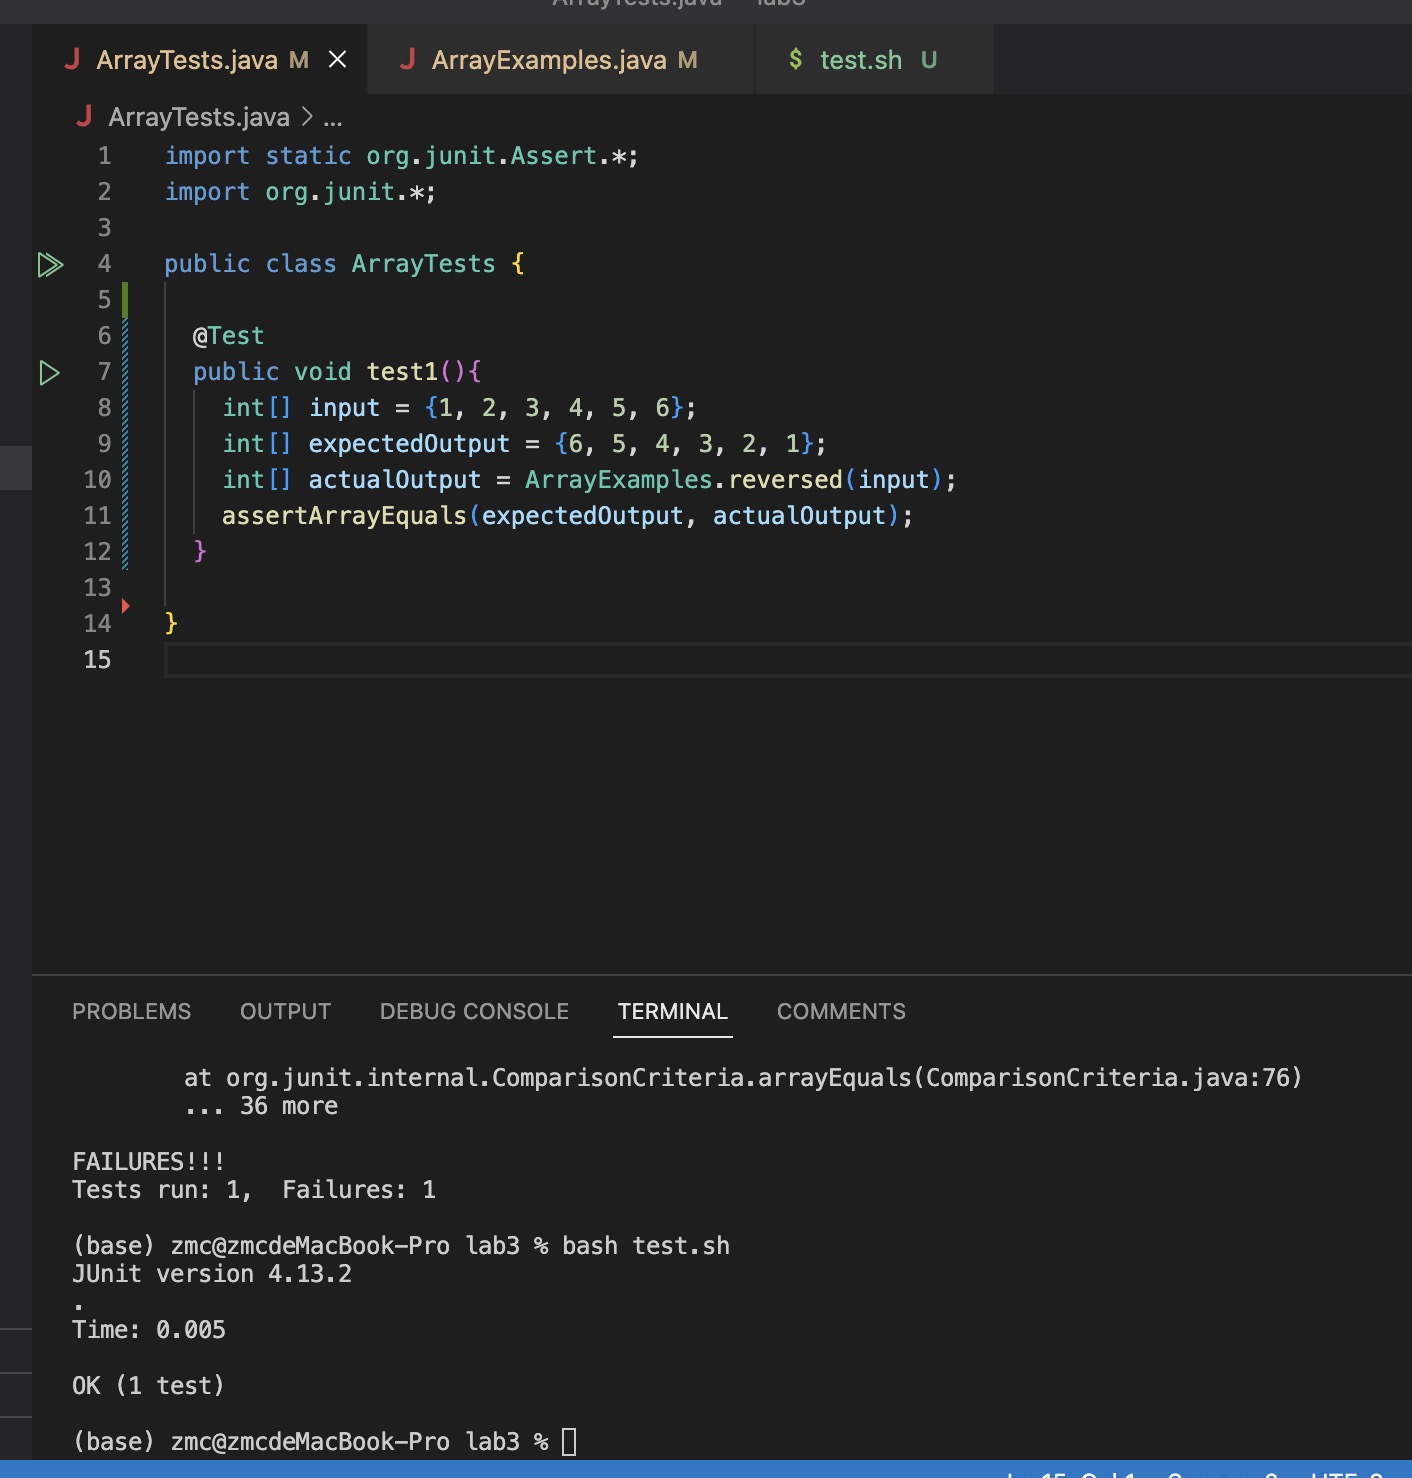 ArrayTests.java — lab3
J ArrayTests.java M × J ArrayExamples.java M $ test.sh U
J ArrayTests.java > ...
1 import static org.junit.Assert.*;
2 import org.junit.*;
3
4 public class ArrayTests {
5
6 @Test
7 public void test1(){
8 int[] input = {1, 2, 3, 4, 5, 6};
9 int[] expectedOutput = {6, 5, 4, 3, 2, 1};
10 int[] actualOutput = ArrayExamples.reversed(input);
11 assertArrayEquals(expectedOutput, actualOutput);
12 }
13
14 }
15
PROBLEMS OUTPUT DEBUG CONSOLE TERMINAL COMMENTS
at org.junit.internal.ComparisonCriteria.arrayEquals(ComparisonCriteria.java:76)
... 36 more
FAILURES!!!
Tests run: 1,  Failures: 1
(base) zmc@zmcdeMacBook-Pro lab3 % bash test.sh
JUnit version 4.13.2
.
Time: 0.005
OK (1 test)
(base) zmc@zmcdeMacBook-Pro lab3 %